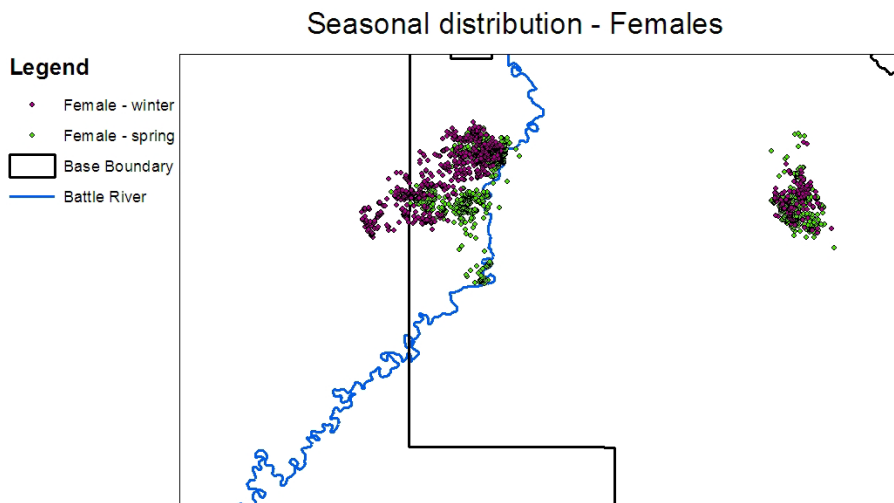 Seasonal distribution - Females
Legend
Female - winter
Female - spring
Base Boundary
Battle River